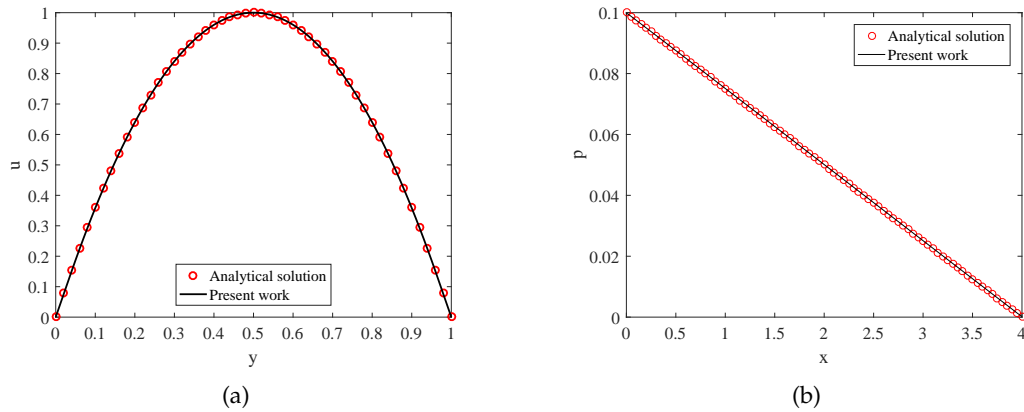 1
0.9
0.8
0.7
0.6
0.5
0.4
0.3
0.2
0.1
0
u
Analytical solution
Present work
0 0.1 0.2 0.3 0.4 0.5 0.6 0.7 0.8 0.9 1
y
(a)
0.1
0.08
0.06
0.04
0.02
0
p
Analytical solution
Present work
0 0.5 1 1.5 2 2.5 3 3.5 4
x
(b)